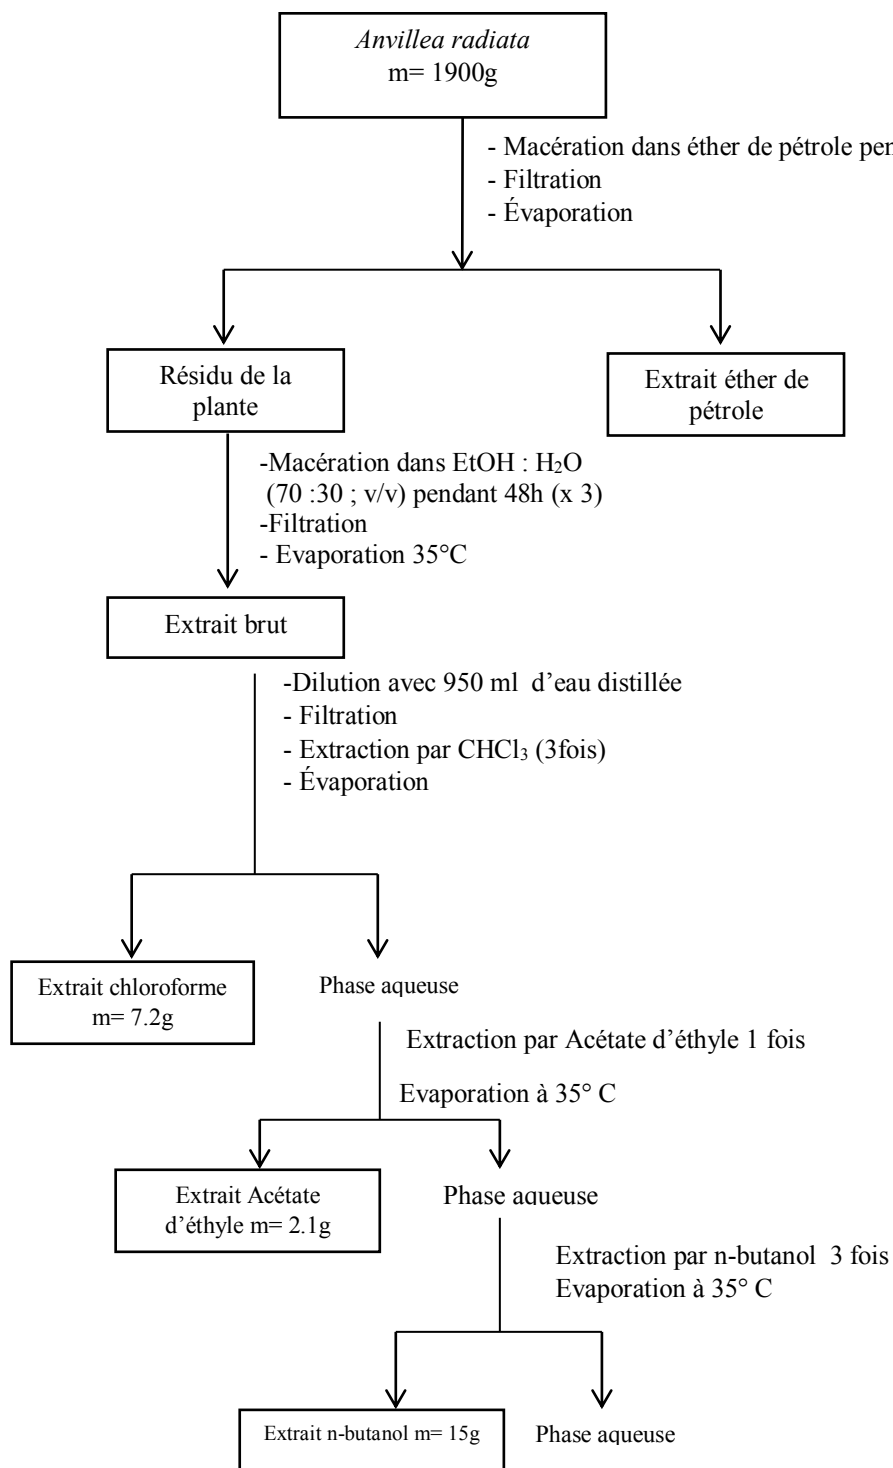 Anvillea radiata
m= 1900g
- Macération dans éther de pétrole
- Filtration
- Évaporation
Résidu de la
plante
Extrait éther de
pétrole
-Macération dans EtOH : H₂O
(70 :30 ; v/v) pendant 48h (x 3)
-Filtration
- Evaporation 35°C
Extrait brut
-Dilution avec 950 ml d’eau distillée
- Filtration
- Extraction par CHCl₃ (3fois)
- Évaporation
Extrait chloroforme
m= 7.2g
Phase aqueuse
Extraction par Acétate d’éthyle 1 fois
Evaporation à 35° C
Extrait Acétate
d’éthyle m= 2.1g
Phase aqueuse
Extraction par n-butanol 3 fois
Evaporation à 35° C
Extrait n-butanol m= 15g
Phase aqueuse